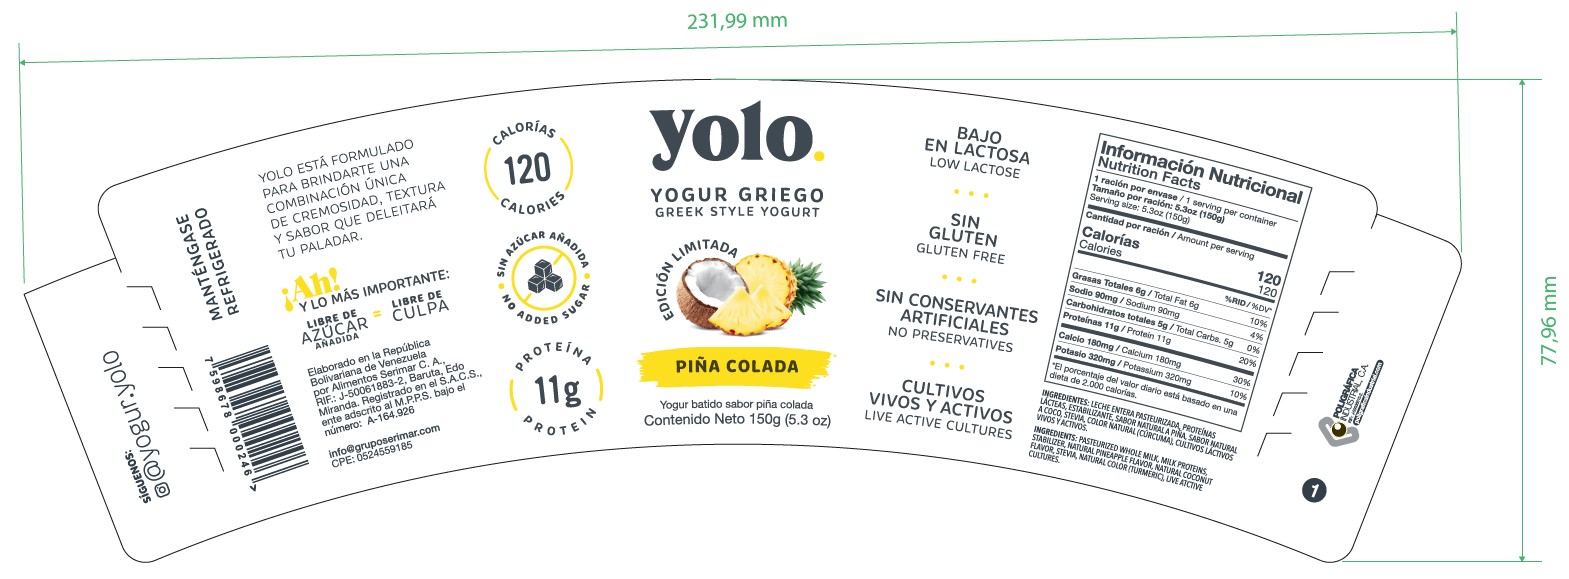 231,99 mm
77,96 mm
SÍGUENOS:
@yogur.yolo
MANTÉNGASE
REFRIGERADO
7 598678 000246
YOLO ESTÁ FORMULADO
PARA BRINDARTE UNA
COMBINACIÓN ÚNICA
DE CREMOSIDAD, TEXTURA
Y SABOR QUE DELEITARÁ
TU PALADAR.
¡Ah!
Y LO MÁS IMPORTANTE:
LIBRE DE
AZÚCAR
AÑADIDA
=
LIBRE DE
CULPA
Elaborado en la República
Bolivariana de Venezuela
por Alimentos Serimar C. A.,
RIF.: J-50061883-2, Baruta, Edo
Miranda. Registrado en el S.A.C.S.,
ente adscrito al M.P.P.S. bajo el
número: A-164.926
info@gruposerimar.com
CPE: 0524559185
CALORÍAS
120
CALORIES
SIN AZÚCAR AÑADIDA
NO ADDED SUGAR
PROTEÍNA
11g
PROTEIN
yolo.
YOGUR GRIEGO
GREEK STYLE YOGURT
EDICIÓN LIMITADA
PIÑA COLADA
Yogur batido sabor piña colada
Contenido Neto 150g (5.3 oz)
BAJO
EN LACTOSA
LOW LACTOSE
SIN
GLUTEN
GLUTEN FREE
SIN CONSERVANTES
ARTIFICIALES
NO PRESERVATIVES
CULTIVOS
VIVOS Y ACTIVOS
LIVE ACTIVE CULTURES
Información Nutricional
Nutrition Facts
1 ración por envase / 1 serving per container
Tamaño por ración: 5.3oz (150g)
Serving size: 5.3oz (150g)
Cantidad por ración / Amount per serving
Calorías 120
Calories 120
%RID / %DV*
Grasas Totales 6g / Total Fat 6g 10%
Sodio 90mg / Sodium 90mg 4%
Carbohidratos totales 5g / Total Carbs. 5g 0%
Proteínas 11g / Protein 11g 20%
Calcio 180mg / Calcium 180mg 30%
Potasio 320mg / Potassium 320mg 10%
*El porcentaje del valor diario está basado en una
dieta de 2.000 calorías.
INGREDIENTES: LECHE ENTERA PASTEURIZADA, PROTEÍNAS
LÁCTEAS, ESTABILIZANTE, SABOR NATURAL A PIÑA, SABOR NATURAL
A COCO, STEVIA, COLOR NATURAL (CÚRCUMA), CULTIVOS LÁCTIVOS
VIVOS Y ACTIVOS.
INGREDIENTS: PASTEURIZED WHOLE MILK, MILK PROTEINS,
STABILIZER, NATURAL PINEAPPLE FLAVOR, NATURAL COCONUT
FLAVOR, STEVIA, NATURAL COLOR (TURMERIC), LIVE ATCTIVE
CULTURES.
POLIGRÁFICA
INDUSTRIAL, CA
1